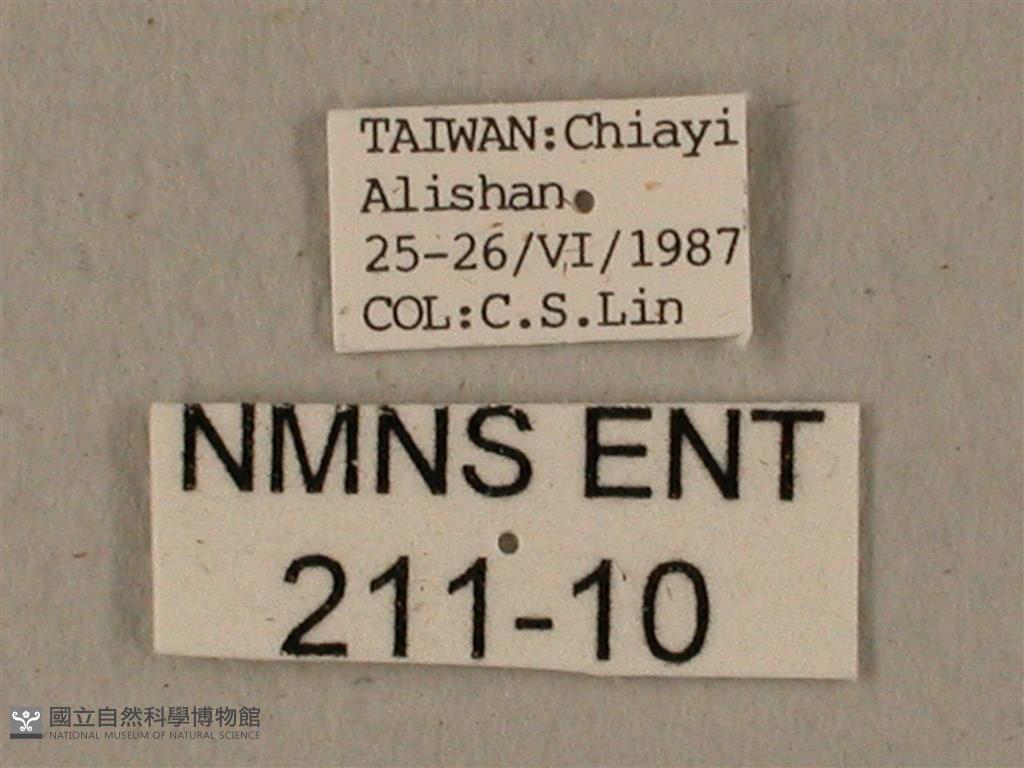 TAIWAN:Chiayi
Alishan
25-26/VI/1987
COL:C.S.Lin
NMNS ENT
211-10
國立自然科學博物館
NATIONAL MUSEUM OF NATURAL SCIENCE